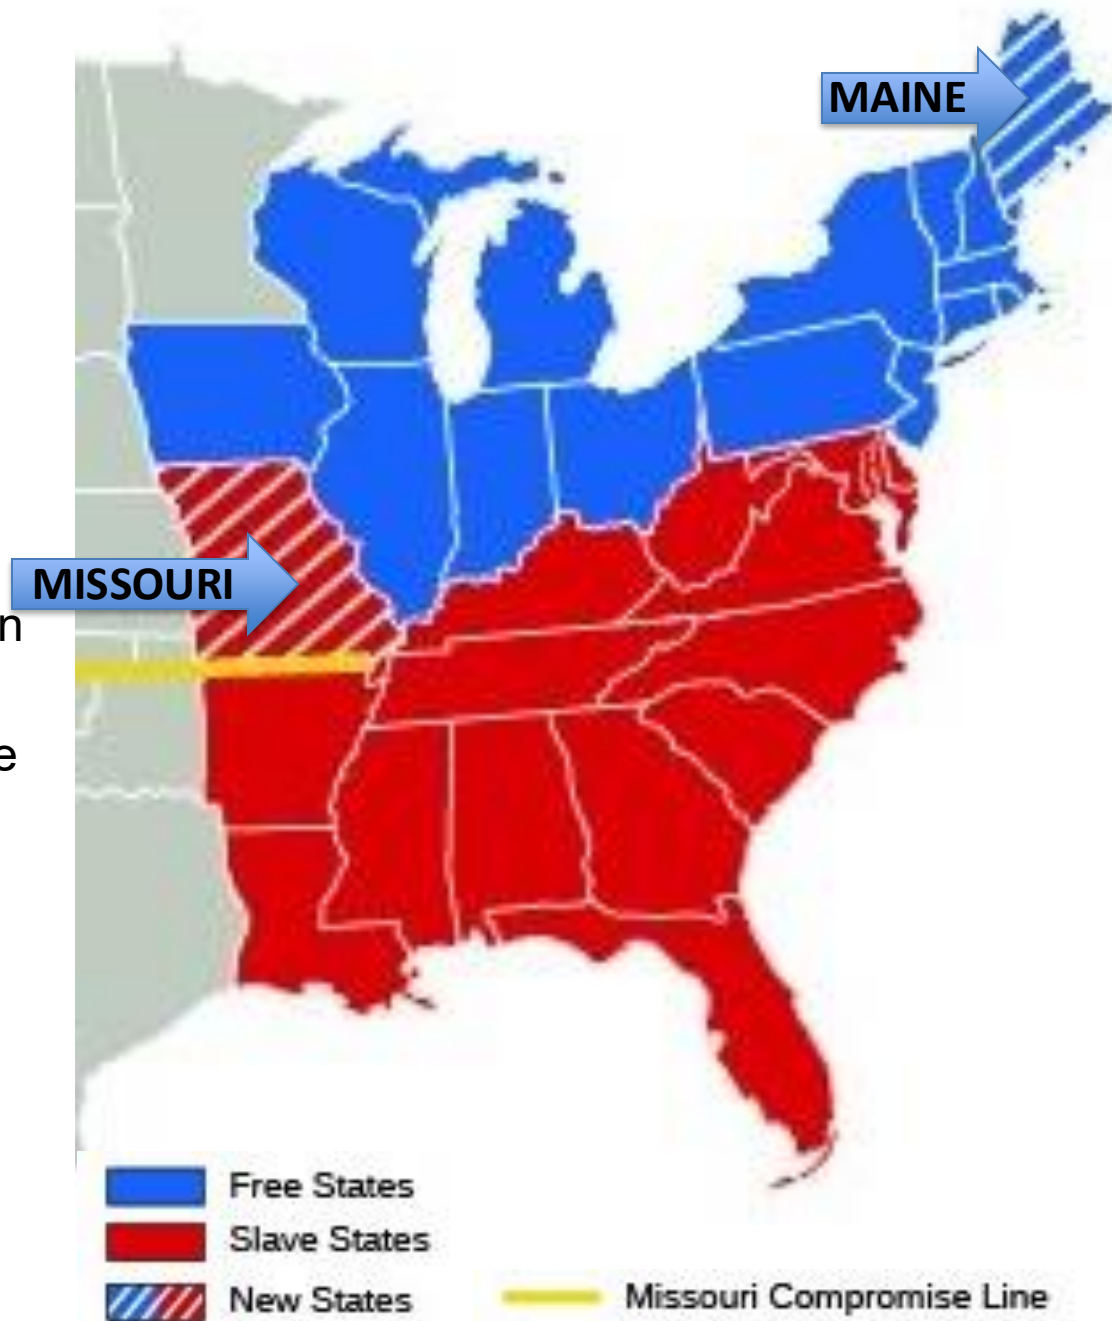 MAINE
MISSOURI
n
e
Free States
Slave States
New States
Missouri Compromise Line